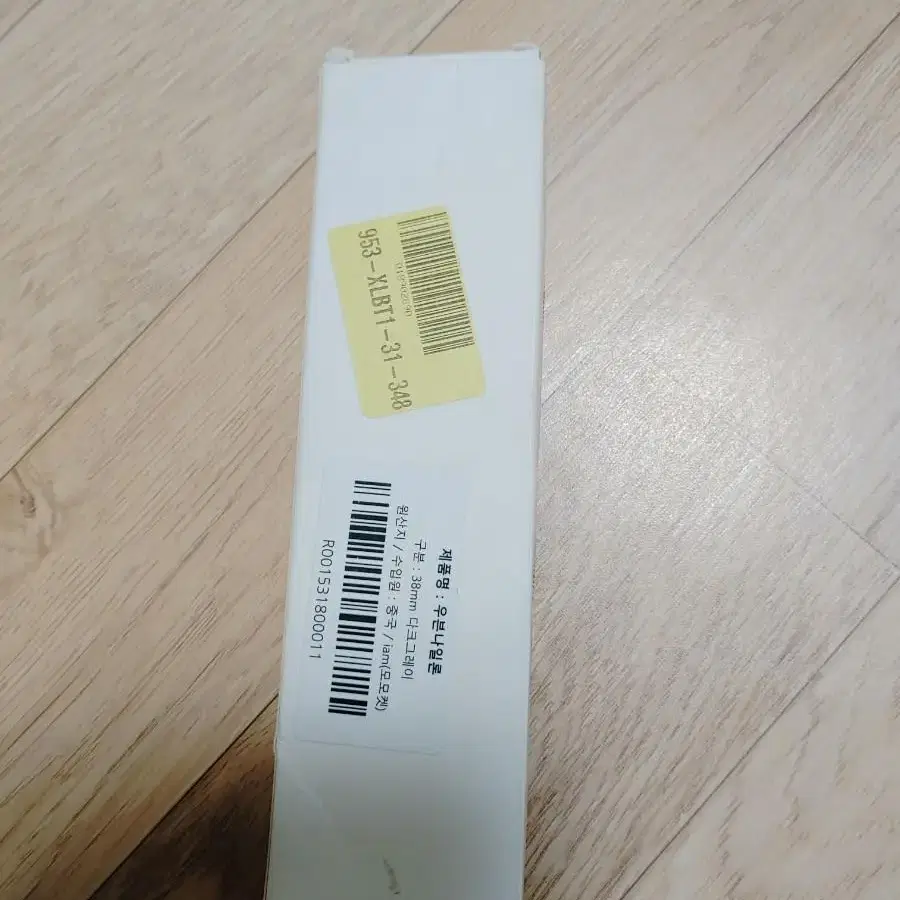 953-XLBT1-31-348
제품명 : 우븐나일론
구분 : 38mm 다크그레이
원산지 / 수입원 : 중국 / iam(모모켓)
R001531800011